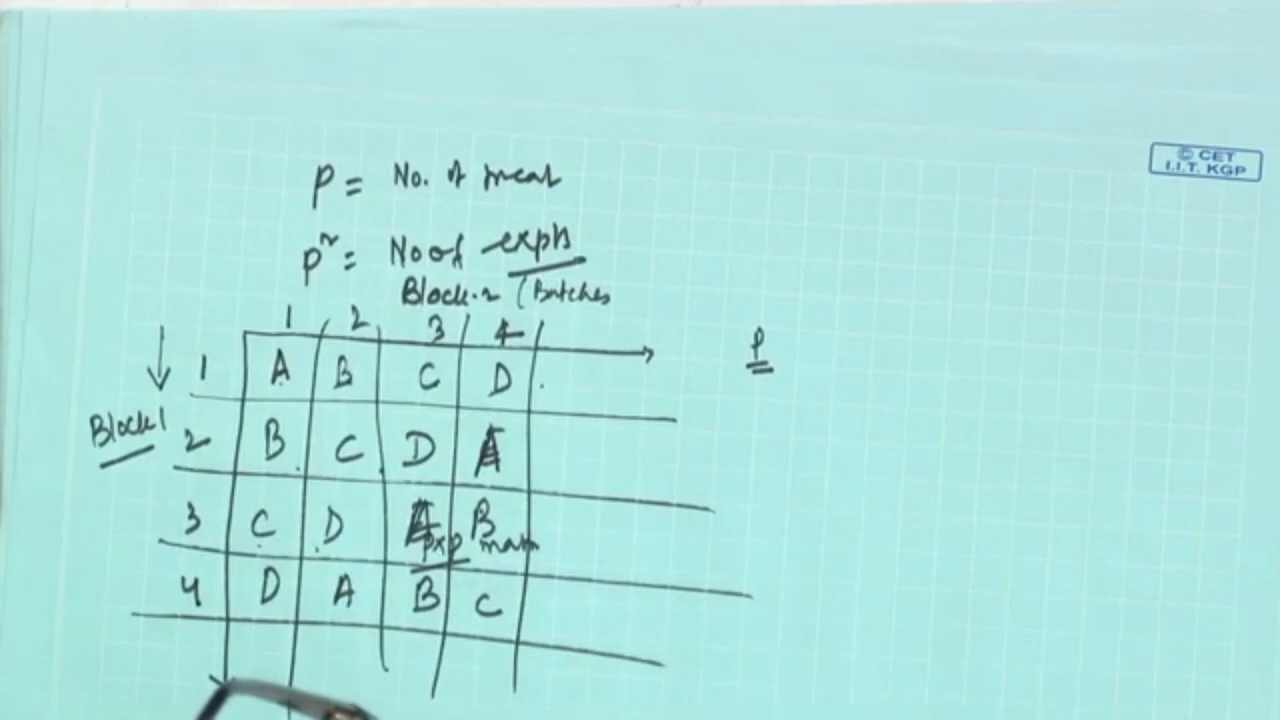 © CET
I.I.T. KGP
P = No. of treat
p² = No of expts
Block-2 (Batches
1 2 3 4
P
1 A B C D
Block 1
2 B C D A
3 C D A B
pxp
4 D A B C